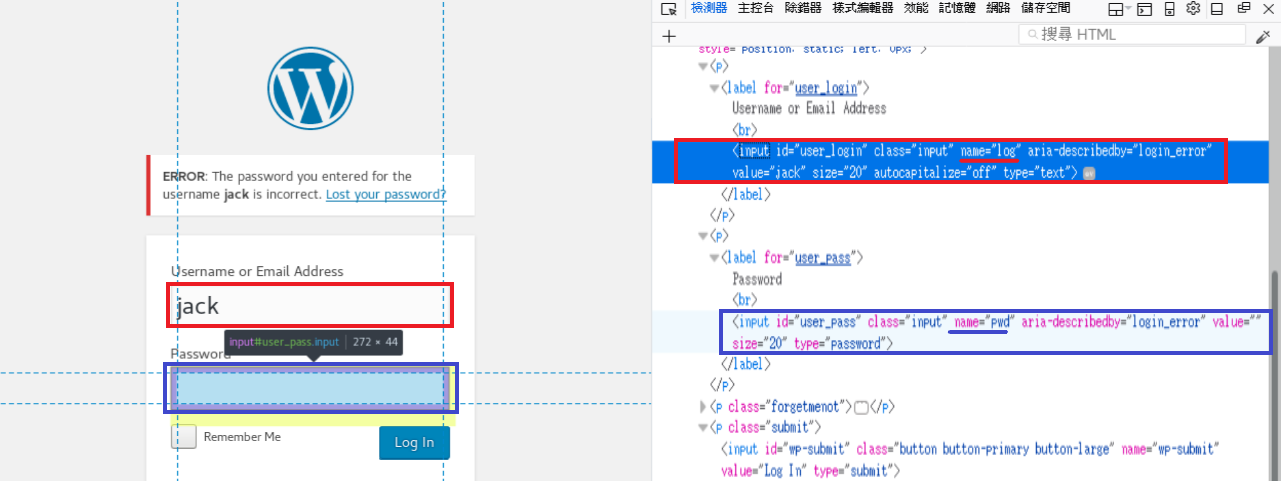 ERROR: The password you entered for the
username jack is incorrect. Lost your password?
Username or Email Address
jack
input#user_pass.input | 272 × 44
Password
Remember Me
Log In
檢測器 主控台 除錯器 樣式編輯器 效能 記憶體 網路 儲存空間
+ 搜尋 HTML
style="position: static; left: 0px;">
<p>
<label for="user_login">
Username or Email Address
<br>
<input id="user_login" class="input" name="log" aria-describedby="login_error"
value="jack" size="20" autocapitalize="off" type="text"> ev
</label>
</p>
<p>
<label for="user_pass">
Password
<br>
<input id="user_pass" class="input" name="pwd" aria-describedby="login_error" value=""
size="20" type="password">
</label>
</p>
<p class="forgetmenot"></p>
<p class="submit">
<input id="wp-submit" class="button button-primary button-large" name="wp-submit"
value="Log In" type="submit">